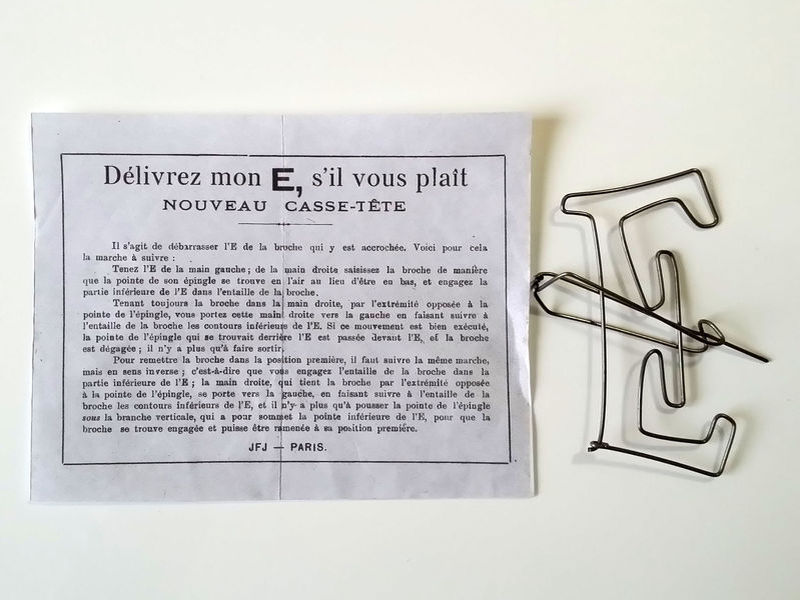 Délivrez mon E, s'il vous plaît
NOUVEAU CASSE-TÊTE
Il s'agit de débarrasser l'E de la broche qui y est accrochée. Voici pour cela
la marche à suivre :
Tenez l'E de la main gauche ; de la main droite saisissez la broche de manière
que la pointe de son épingle se trouve en l'air au lieu d'être en bas, et engagez la
partie inférieure de l'E dans l'entaille de la broche.
Tenant toujours la broche dans la main droite, par l'extrémité opposée à la
pointe de l'épingle, vous portez cette main droite vers la gauche en faisant suivre à
l'entaille de la broche les contours inférieurs de l'E. Si ce mouvement est bien exécuté,
la pointe de l'épingle qui se trouvait derrière l'E est passée devant l'E, et la broche
est dégagée ; il n'y a plus qu'à faire sortir.
Pour remettre la broche dans la position première, il faut suivre la même marche,
mais en sens inverse ; c'est-à-dire que vous engagez l'entaille de la broche dans la
partie inférieure de l'E ; la main droite, qui tient la broche par l'extrémité opposée
à la pointe de l'épingle, se porte vers la gauche, en faisant suivre à l'entaille de la
broche les contours inférieurs de l'E, et il n'y a plus qu'à pousser la pointe de l'épingle
sous la branche verticale, qui a pour sommet la pointe inférieure de l'E, pour que la
broche se trouve engagée et puisse être ramenée à sa position première.
JFJ — PARIS.